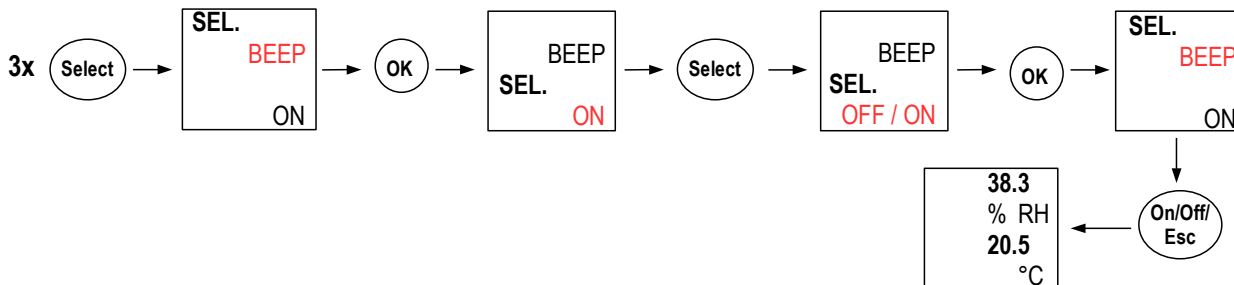 3x
Select
SEL.
BEEP
ON
OK
BEEP
SEL.
ON
Select
BEEP
SEL.
OFF / ON
OK
SEL.
BEEP
ON
On/Off/
Esc
38.3
% RH
20.5
°C